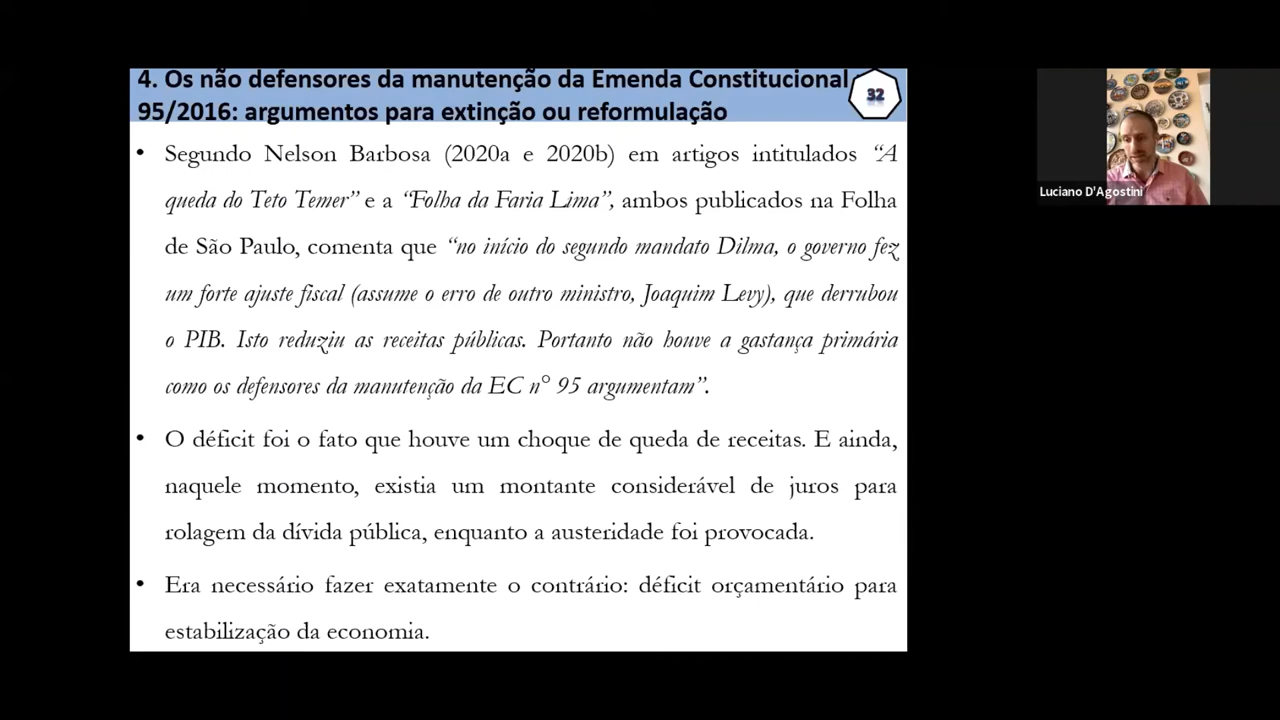 4. Os não defensores da manutenção da Emenda Constitucional
95/2016: argumentos para extinção ou reformulação
32
• Segundo Nelson Barbosa (2020a e 2020b) em artigos intitulados “A
queda do Teto Temer” e a “Folha da Faria Lima”, ambos publicados na Folha
de São Paulo, comenta que “no início do segundo mandato Dilma, o governo fez
um forte ajuste fiscal (assume o erro de outro ministro, Joaquim Levy), que derrubou
o PIB. Isto reduziu as receitas públicas. Portanto não houve a gastança primária
como os defensores da manutenção da EC n° 95 argumentam”.
• O déficit foi o fato que houve um choque de queda de receitas. E ainda,
naquele momento, existia um montante considerável de juros para
rolagem da dívida pública, enquanto a austeridade foi provocada.
• Era necessário fazer exatamente o contrário: déficit orçamentário para
estabilização da economia.
Luciano D'Agostini